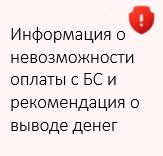 Информация о
невозможности
оплаты с БС и
рекомендация о
выводе денег